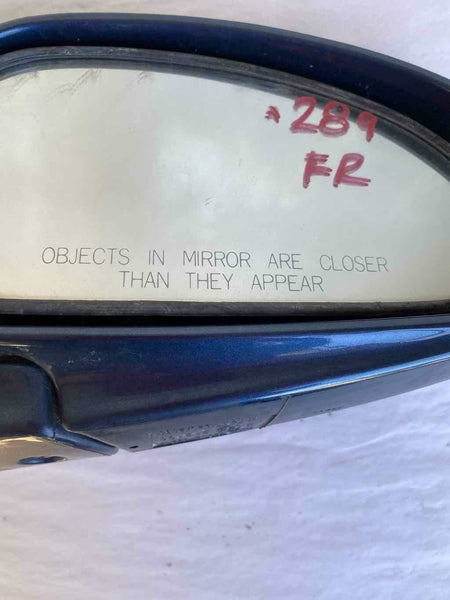 *289
FR
OBJECTS IN MIRROR ARE CLOSER
THAN THEY APPEAR